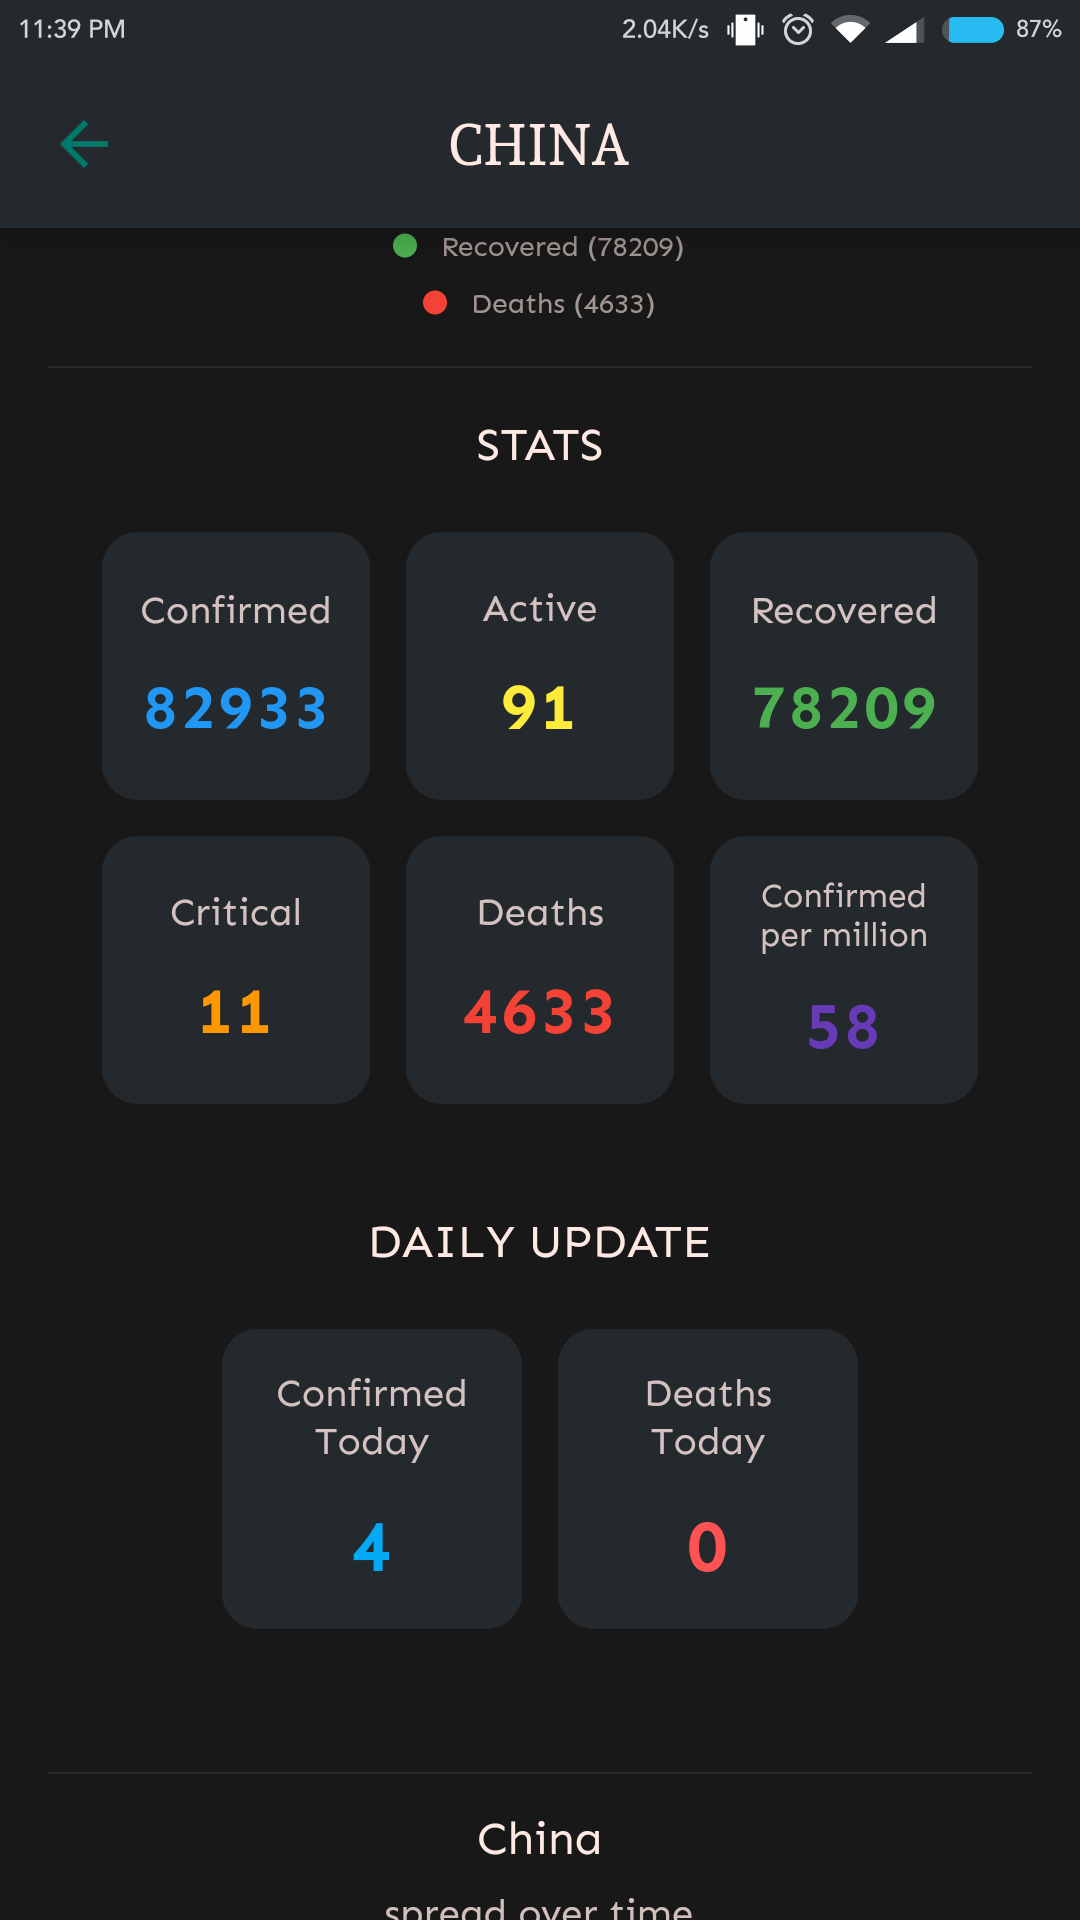 11:39 PM 2.04K/s 87%
CHINA
Recovered (78209)
Deaths (4633)
STATS
Confirmed Active Recovered
82933 91 78209
Critical Deaths Confirmed
per million
11 4633 58
DAILY UPDATE
Confirmed Deaths
Today Today
4 0
China
spread over time